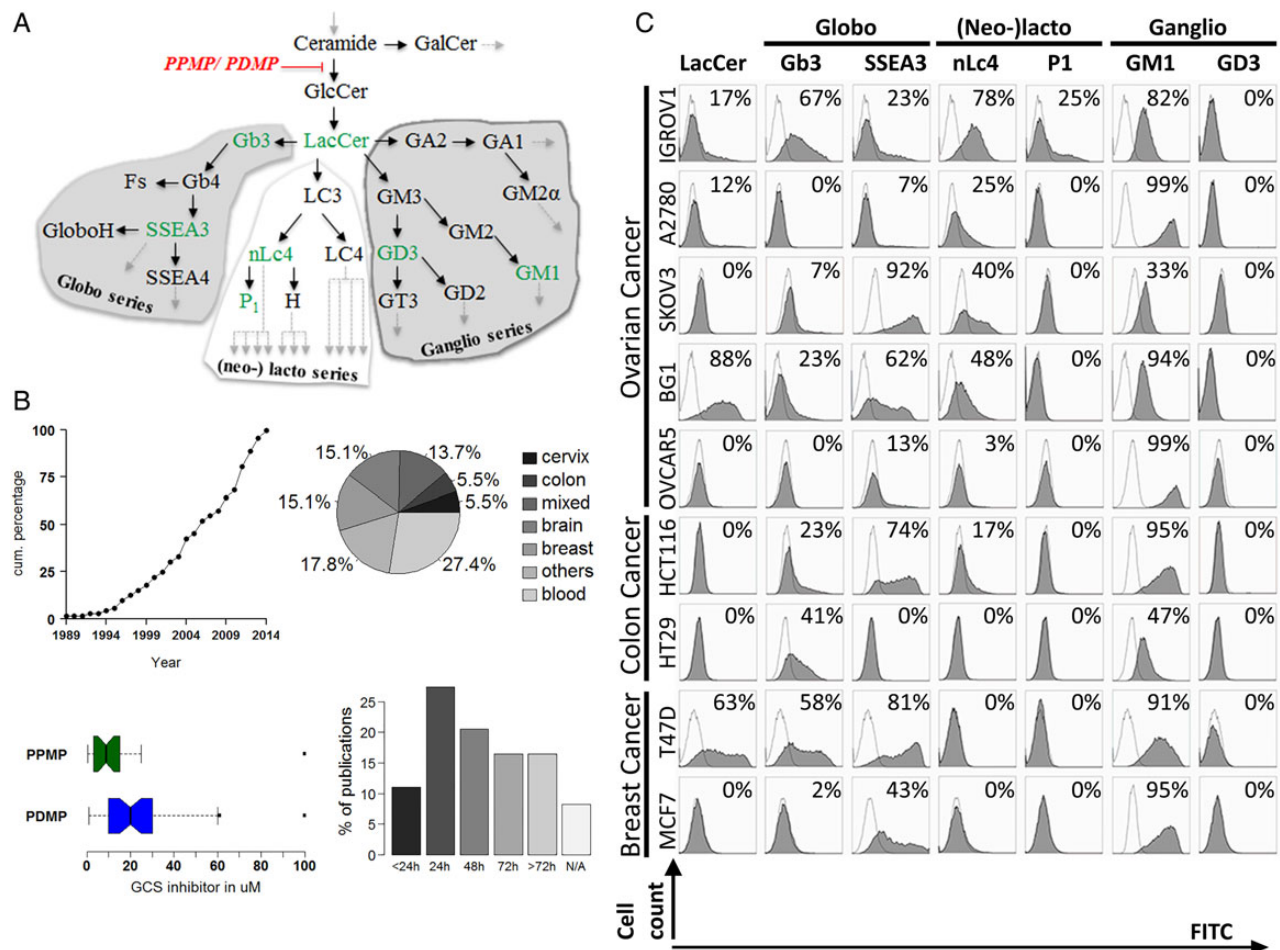 A
Ceramide
GalCer
PPMP/ PDMP
GlcCer
Gb3
LacCer
GA2
GA1
Fs
Gb4
LC3
GM3
GM2α
GloboH
SSEA3
nLc4
LC4
GD3
GM2
GM1
SSEA4
P1
H
GT3
GD2
Globo series
(neo-) lacto series
Ganglio series
B
cum. percentage
100
75
50
25
0
1989 1994 1999 2004 2009 2014
Year
15.1%
13.7%
5.5%
5.5%
15.1%
17.8%
27.4%
cervix
colon
mixed
brain
breast
others
blood
PPMP
PDMP
0 20 40 60 80 100
GCS inhibitor in uM
% of publications
25
20
15
10
5
0
<24h 24h 48h 72h >72h N/A
C
Globo (Neo-)lacto Ganglio
LacCer Gb3 SSEA3 nLc4 P1 GM1 GD3
Ovarian Cancer
IGROV1 17% 67% 23% 78% 25% 82% 0%
A2780 12% 0% 7% 25% 0% 99% 0%
SKOV3 0% 7% 92% 40% 0% 33% 0%
BG1 88% 23% 62% 48% 0% 94% 0%
OVCAR5 0% 0% 13% 3% 0% 99% 0%
Colon Cancer
HCT116 0% 23% 74% 17% 0% 95% 0%
HT29 0% 41% 0% 0% 0% 47% 0%
Breast Cancer
T47D 63% 58% 81% 0% 0% 91% 0%
MCF7 0% 2% 43% 0% 0% 95% 0%
Cell
count
FITC